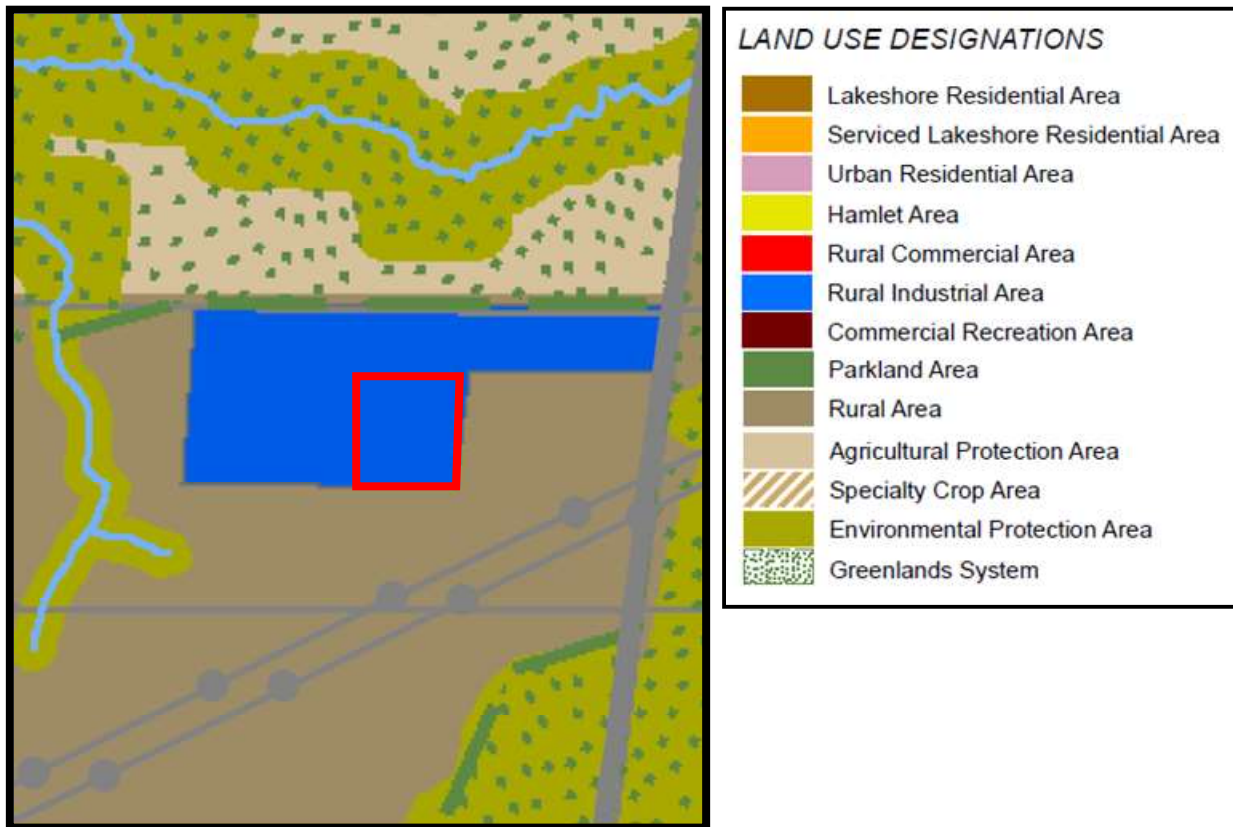 LAND USE DESIGNATIONS
Lakeshore Residential Area
Serviced Lakeshore Residential Area
Urban Residential Area
Hamlet Area
Rural Commercial Area
Rural Industrial Area
Commercial Recreation Area
Parkland Area
Rural Area
Agricultural Protection Area
Specialty Crop Area
Environmental Protection Area
Greenlands System